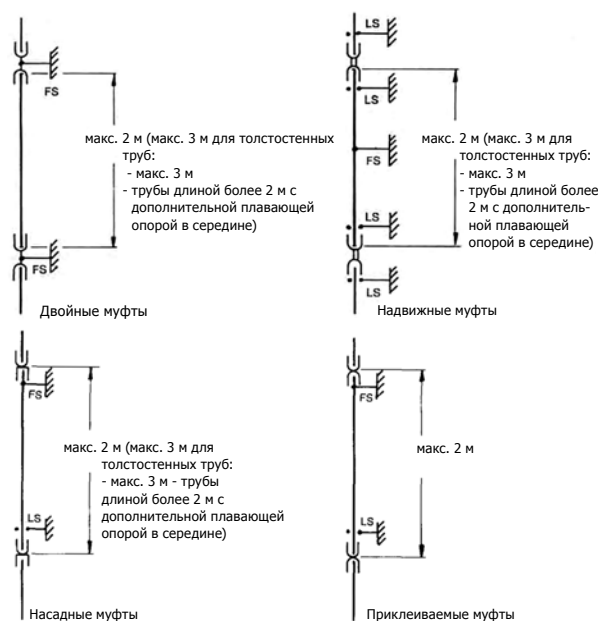 FS
макс. 2 м (макс. 3 м для толстостенных
труб:
- макс. 3 м
- трубы длиной более 2 м с
дополнительной плавающей
опорой в середине)
FS
Двойные муфты
LS
LS
макс. 2 м (макс. 3 м для
толстостенных труб:
- макс. 3 м
- трубы длиной более
2 м с дополнитель-
ной плавающей
опорой в середине)
FS
LS
LS
Надвижные муфты
FS
макс. 2 м (макс. 3 м для
толстостенных труб:
- макс. 3 м - трубы
длиной более 2 м с
дополнительной плавающей
опорой в середине)
LS
Насадные муфты
FS
макс. 2 м
LS
Приклеиваемые муфты